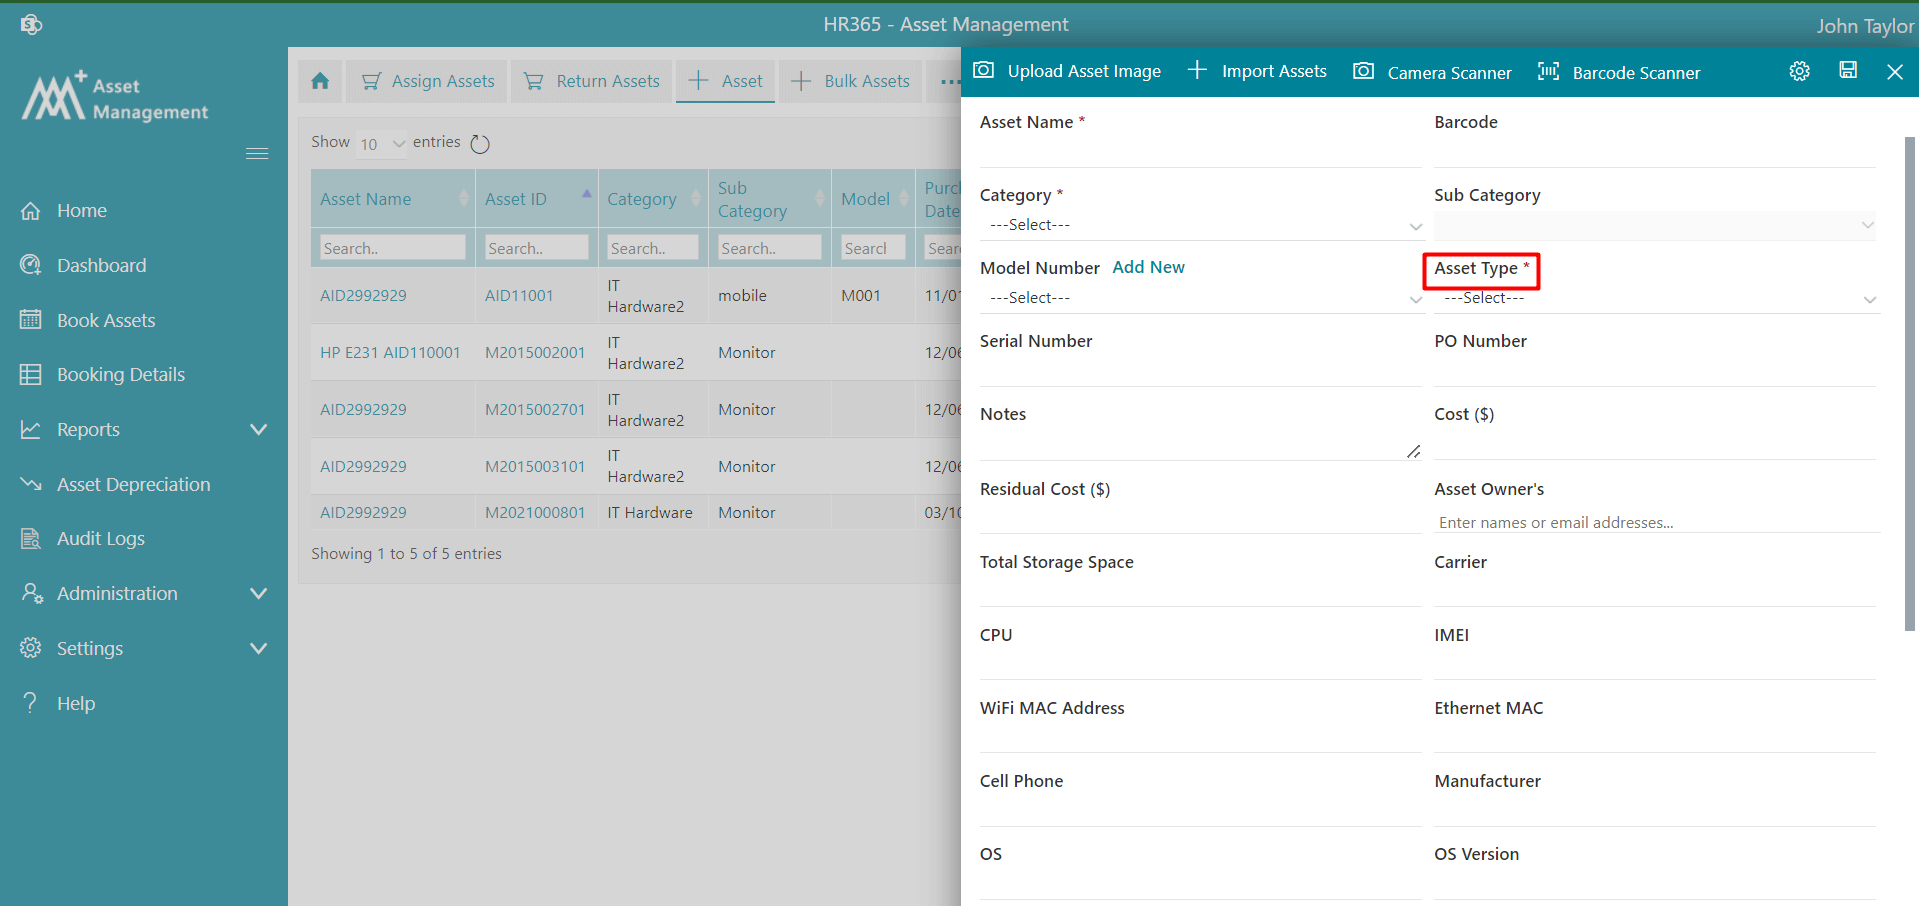 HR365 - Asset Management
John Taylor
Asset
Management
Home
Dashboard
Book Assets
Booking Details
Reports
Asset Depreciation
Audit Logs
Administration
Settings
Help
Assign Assets
Return Assets
Asset
Bulk Assets
...
Show 10 entries
Asset Name
Asset ID
Category
Sub
Category
Model
Purc
Date
Search..
Search..
Search..
Search..
Searcl
Sear
AID2992929
AID11001
IT
Hardware2
mobile
M001
11/01
HP E231 AID110001
M2015002001
IT
Hardware2
Monitor
12/06
AID2992929
M2015002701
IT
Hardware2
Monitor
12/06
AID2992929
M2015003101
IT
Hardware2
Monitor
12/06
AID2992929
M2021000801
IT Hardware
Monitor
03/10
Showing 1 to 5 of 5 entries
Upload Asset Image
Import Assets
Camera Scanner
Barcode Scanner
Asset Name *
Barcode
Category *
---Select---
Sub Category
Model Number Add New
---Select---
Asset Type *
---Select---
Serial Number
PO Number
Notes
Cost ($)
Residual Cost ($)
Asset Owner's
Enter names or email addresses...
Total Storage Space
Carrier
CPU
IMEI
WiFi MAC Address
Ethernet MAC
Cell Phone
Manufacturer
OS
OS Version